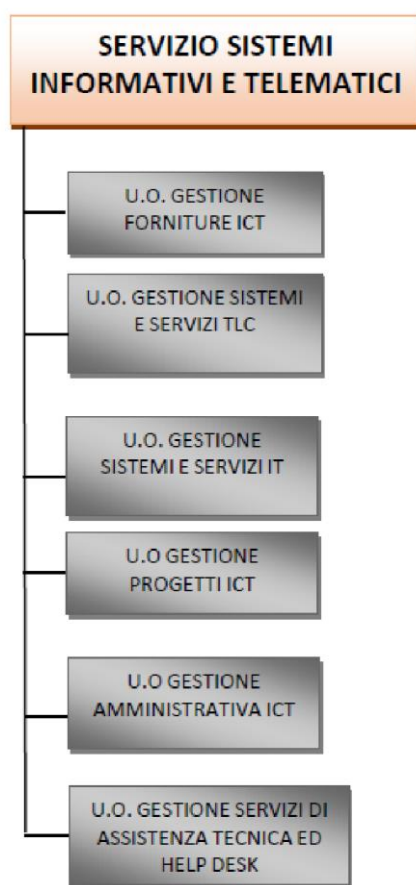 SERVIZIO SISTEMI
INFORMATIVI E TELEMATICI
U.O. GESTIONE
FORNITURE ICT
U.O. GESTIONE SISTEMI
E SERVIZI TLC
U.O. GESTIONE
SISTEMI E SERVIZI IT
U.O GESTIONE
PROGETTI ICT
U.O GESTIONE
AMMINISTRATIVA ICT
U.O. GESTIONE SERVIZI DI
ASSISTENZA TECNICA ED
HELP DESK